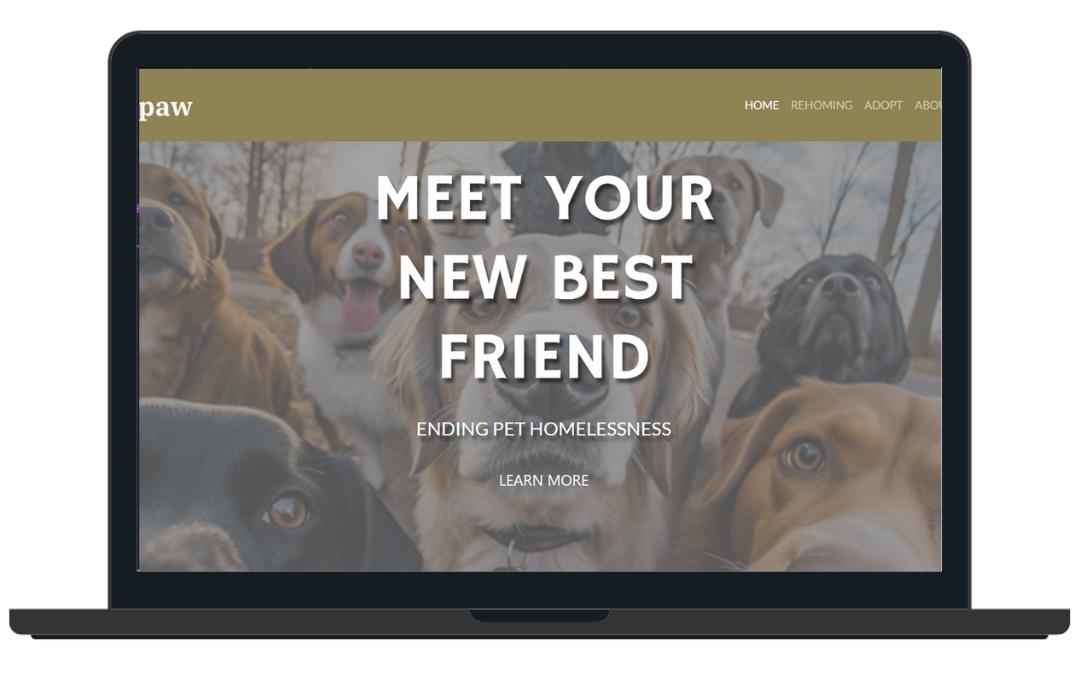 paw
HOME REHOMING ADOPT ABOU
MEET YOUR
NEW BEST
FRIEND
ENDING PET HOMELESSNESS
LEARN MORE